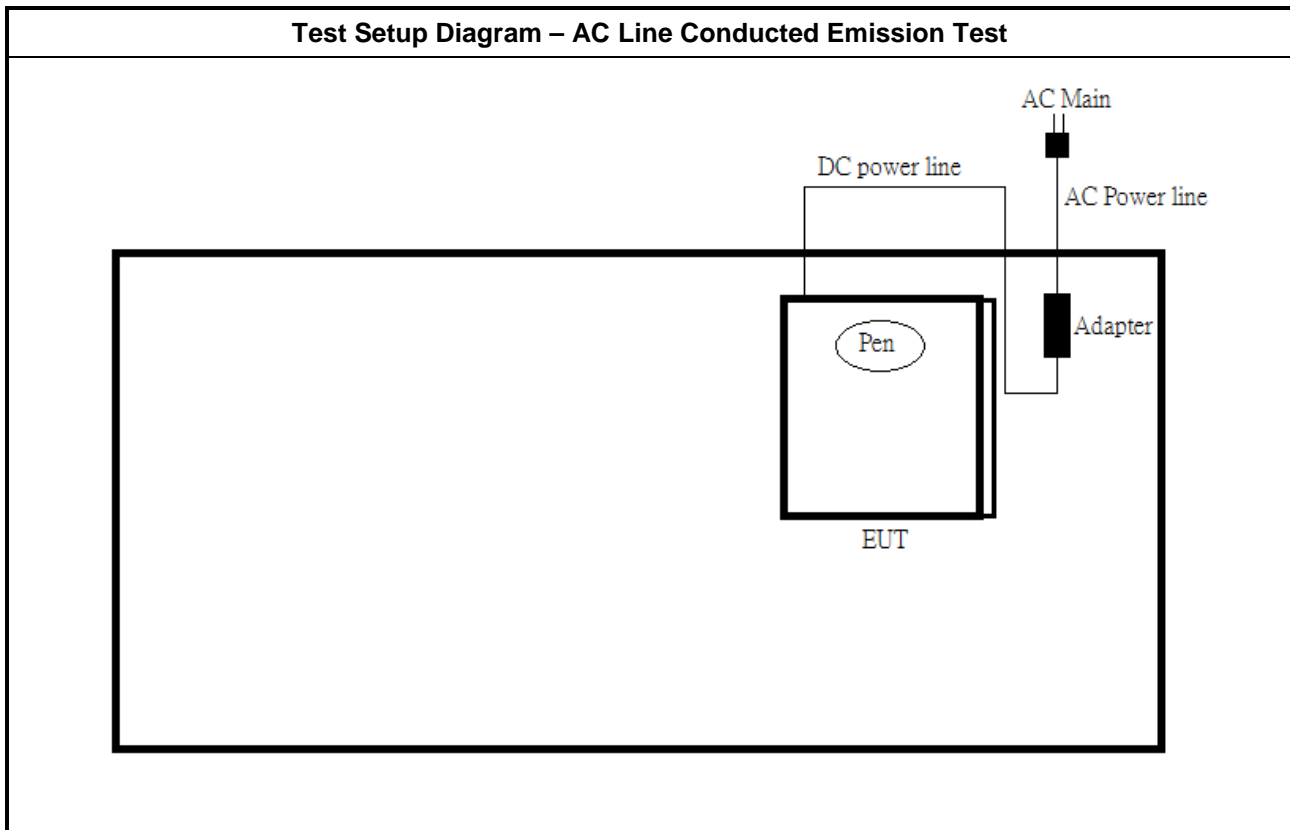 Test Setup Diagram – AC Line Conducted Emission Test
AC Main
DC power line
AC Power line
Adapter
Pen
EUT